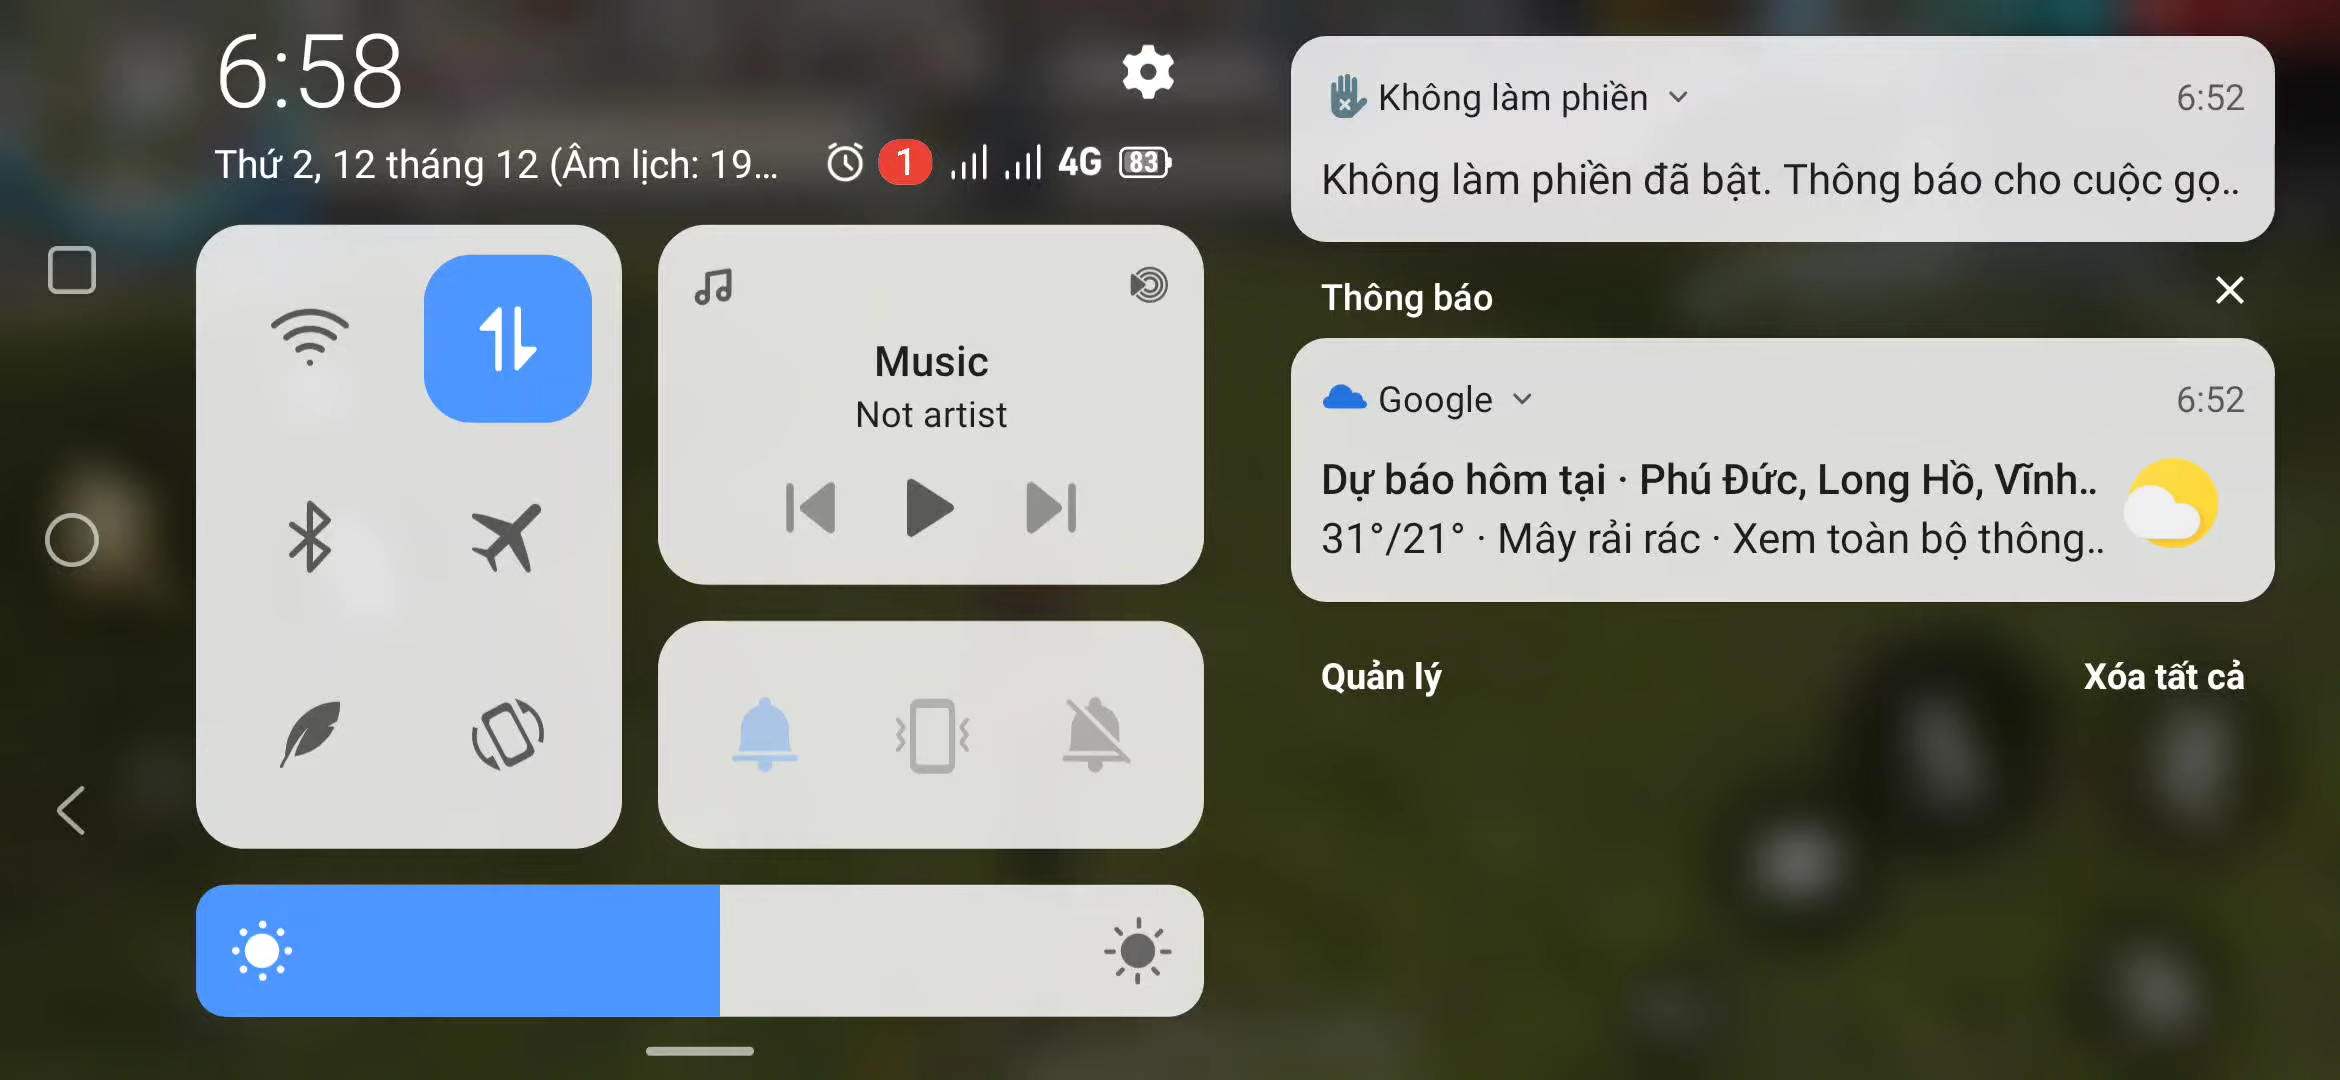 6:58
Thứ 2, 12 tháng 12 (Âm lịch: 19...
1
4G
83
Music
Not artist
Không làm phiền
6:52
Không làm phiền đã bật. Thông báo cho cuộc gọ..
Thông báo
Google
6:52
Dự báo hôm tại · Phú Đức, Long Hồ, Vĩnh..
31°/21° · Mây rải rác · Xem toàn bộ thông..
Quản lý
Xóa tất cả